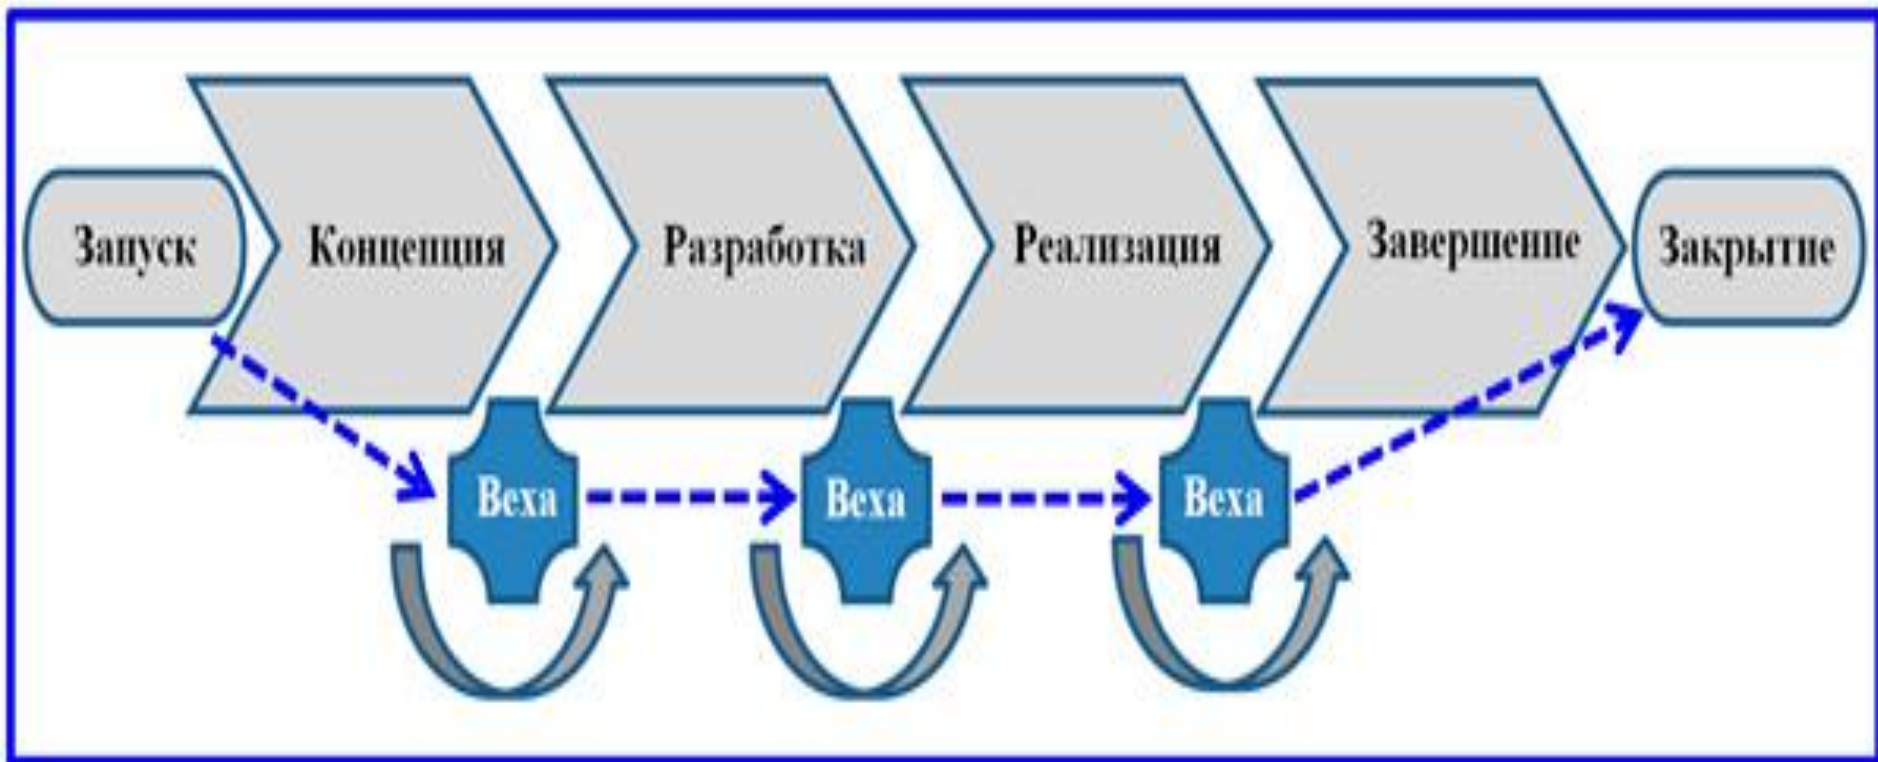 Запуск
Концепция
Разработка
Реализация
Завершение
Закрытие
Веха
Веха
Веха